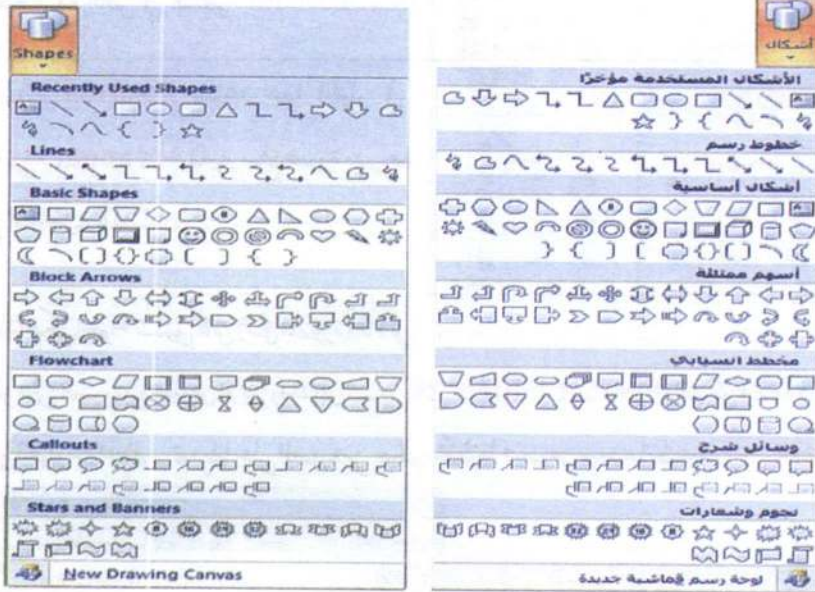 Shapes
Recently Used Shapes
Lines
Basic Shapes
Block Arrows
Flowchart
Callouts
Stars and Banners
New Drawing Canvas
أشكال
الأشكال المستخدمة مؤخرًا
خطوط رسم
أشكال أساسية
أسهم ممتلئة
مخطط انسيابي
وسائل شرح
نجوم وشعارات
لوحة رسم قماشية جديدة